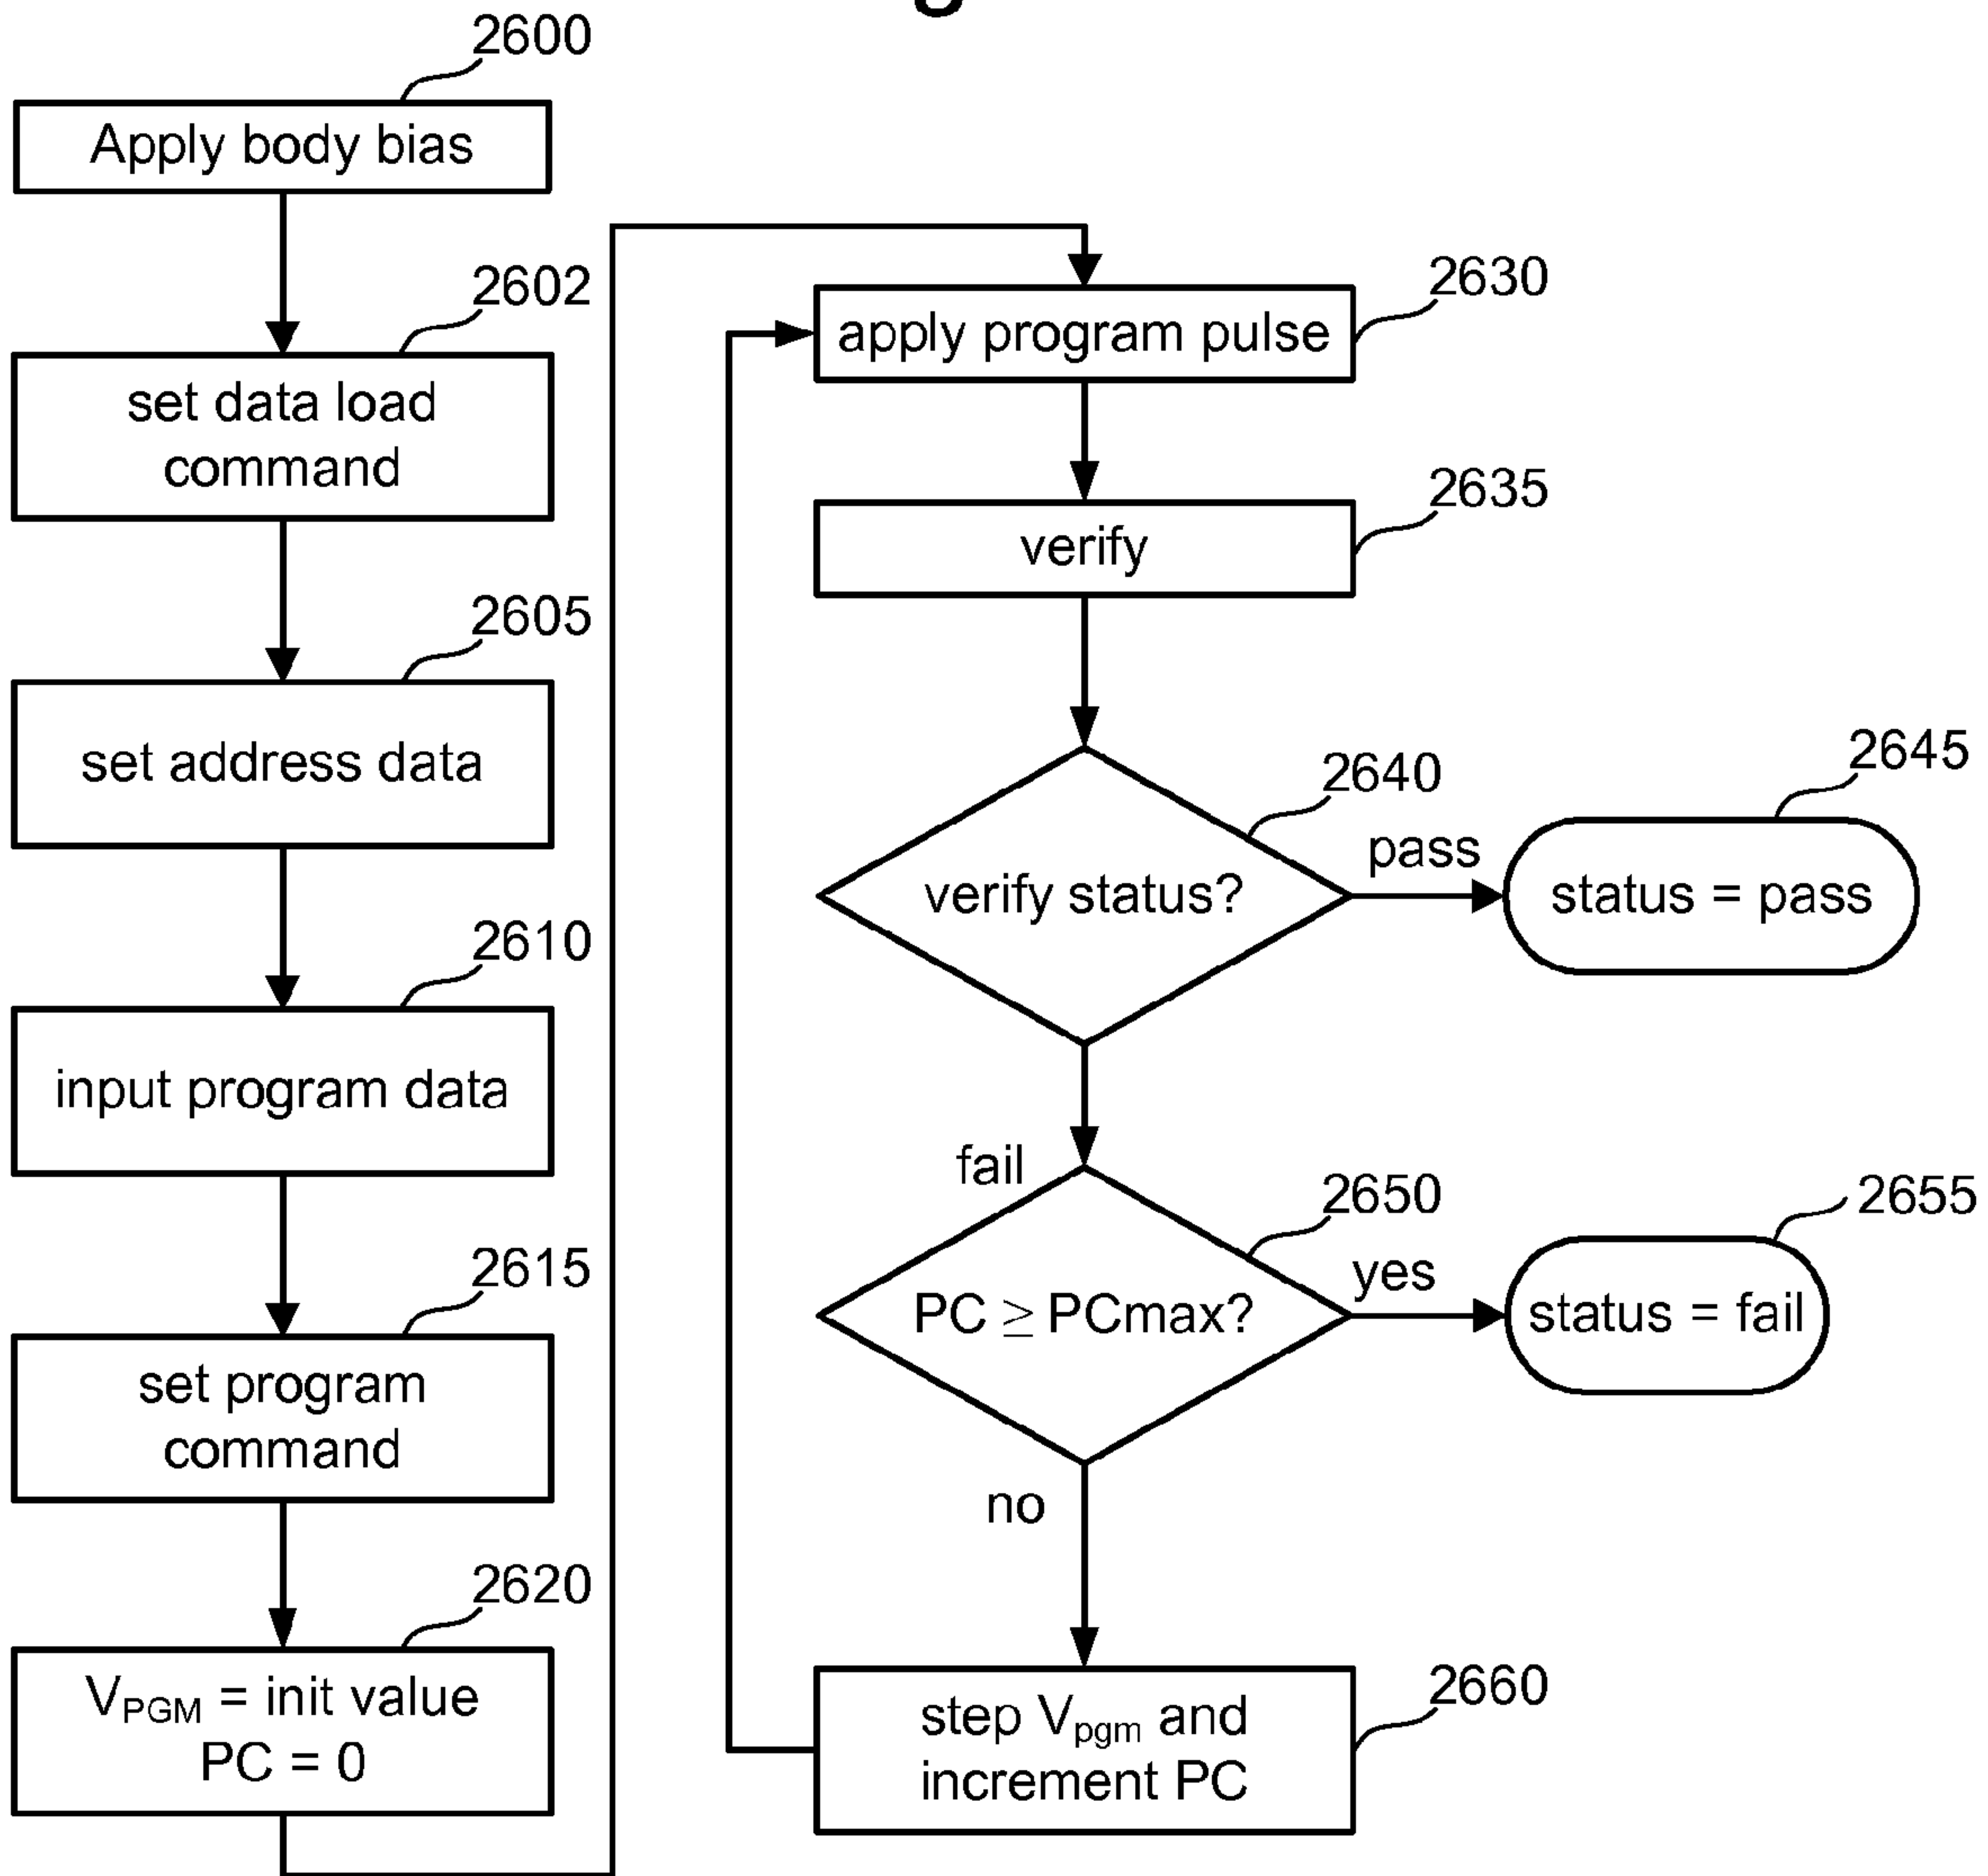 2600
Apply body bias
2602
set data load
command
2605
set address data
2610
input program data
2615
set program
command
2620
VPGM = init value
PC = 0
2630
apply program pulse
2635
verify
2640
verify status?
pass
2645
status = pass
fail
2650
PC ≥ PCmax?
yes
2655
status = fail
no
2660
step Vpgm and
increment PC